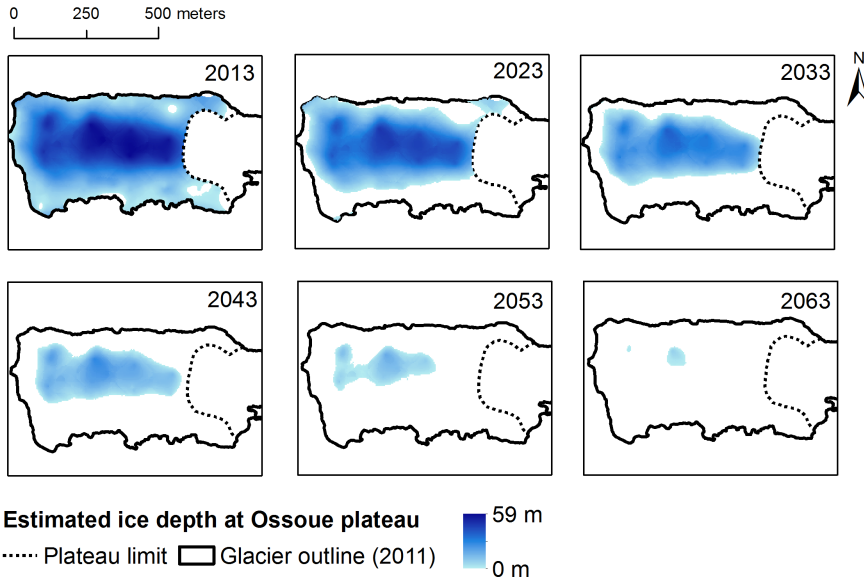 0 250 500 meters
2013
2023
2033
N
2043
2053
2063
Estimated ice depth at Ossoue plateau
59 m
Plateau limit
Glacier outline (2011)
0 m